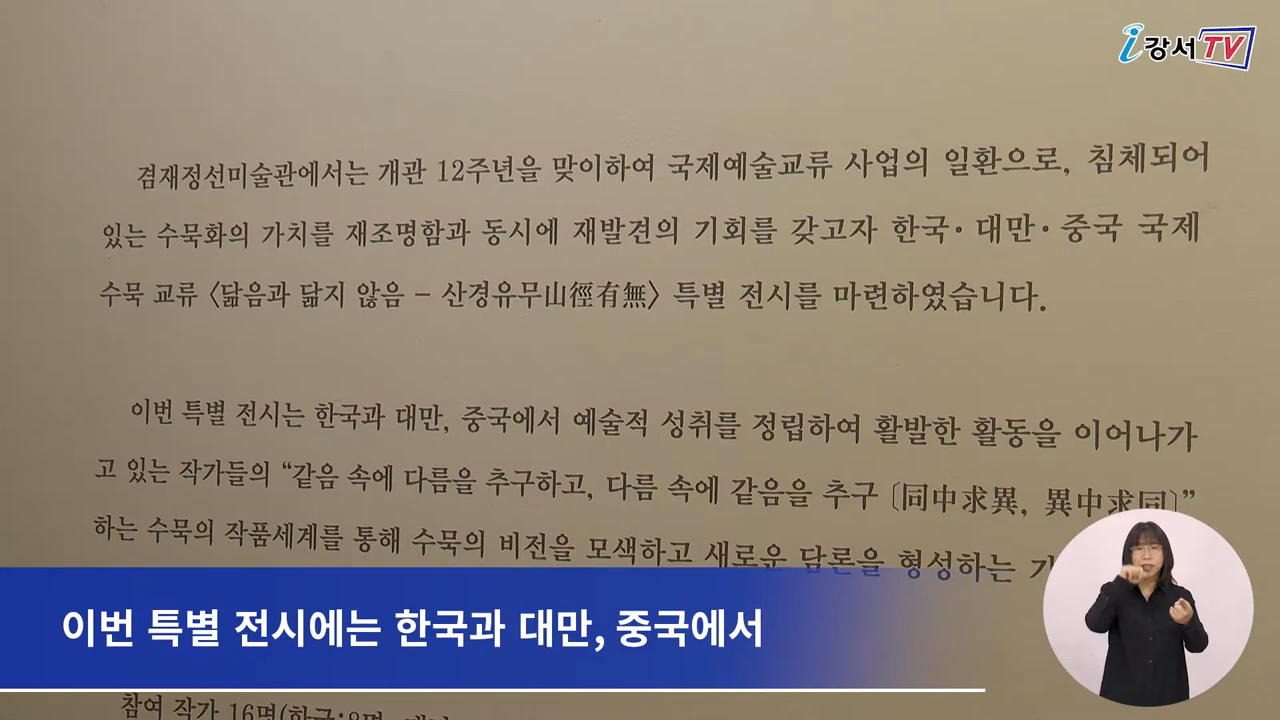 i강서TV
겸재정선미술관에서는 개관 12주년을 맞이하여 국제예술교류 사업의 일환으로, 침체되어
있는 수묵화의 가치를 재조명함과 동시에 재발견의 기회를 갖고자 한국·대만·중국 국제
수묵 교류 〈닮음과 닮지 않음 - 산경유무山徑有無〉 특별 전시를 마련하였습니다.
이번 특별 전시는 한국과 대만, 중국에서 예술적 성취를 정립하여 활발한 활동을 이어나가
고 있는 작가들의 “같음 속에 다름을 추구하고, 다름 속에 같음을 추구〔同中求異, 異中求同〕”
하는 수묵의 작품세계를 통해 수묵의 비전을 모색하고 새로운 담론을 형성하는
이번 특별 전시에는 한국과 대만, 중국에서
참여 작가 16명(한국:8명